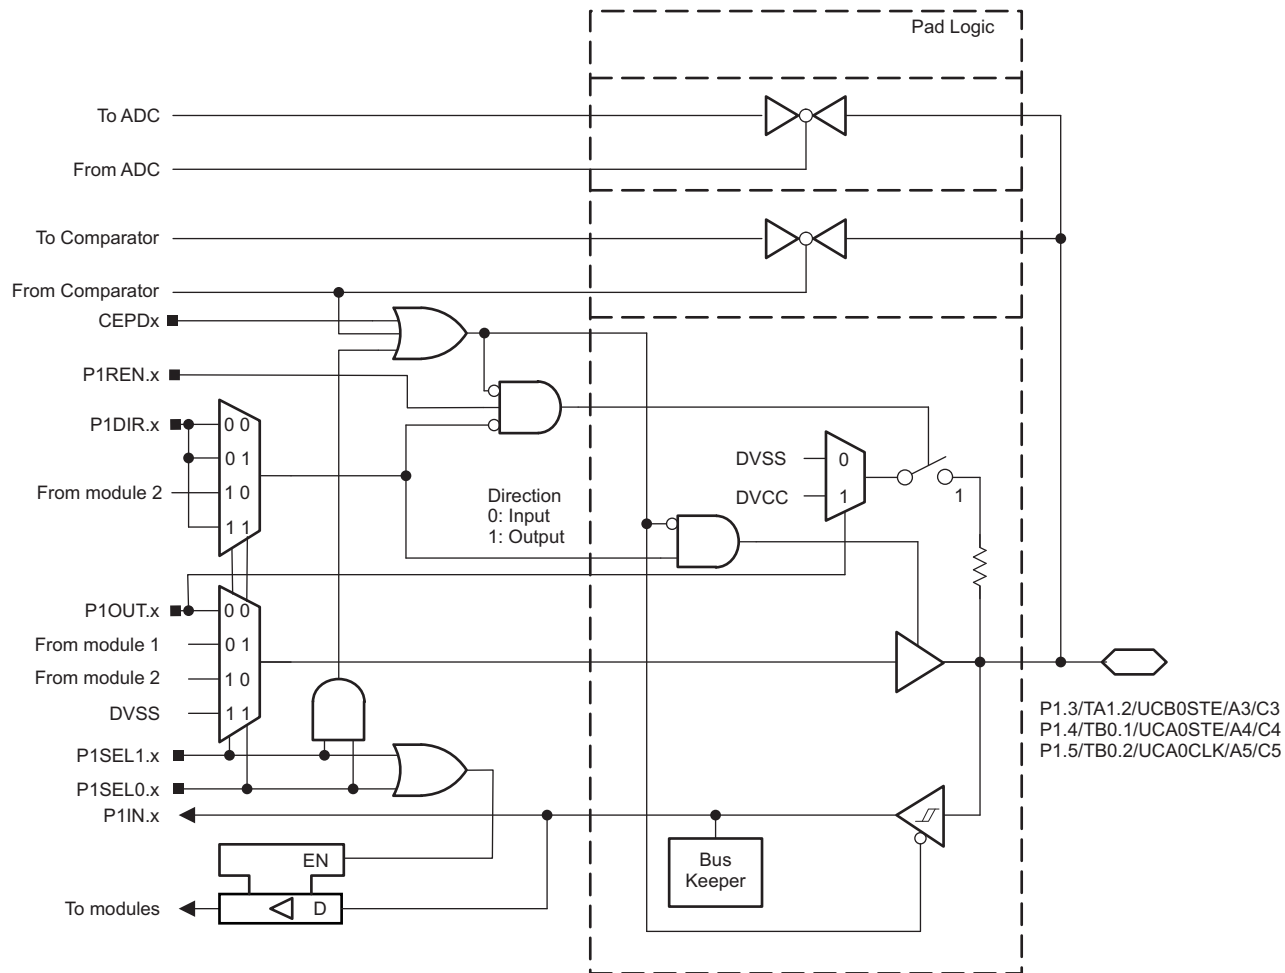 Pad Logic
To ADC
From ADC
To Comparator
From Comparator
CEPDx
P1REN.x
P1DIR.x
0 0
0 1
From module 2
1 0
1 1
Direction
0: Input
1: Output
DVSS
0
DVCC
1
1
P1OUT.x
0 0
From module 1
0 1
From module 2
1 0
DVSS
1 1
P1.3/TA1.2/UCB0STE/A3/C3
P1.4/TB0.1/UCA0STE/A4/C4
P1.5/TB0.2/UCA0CLK/A5/C5
P1SEL1.x
P1SEL0.x
P1IN.x
Bus
Keeper
EN
To modules
D